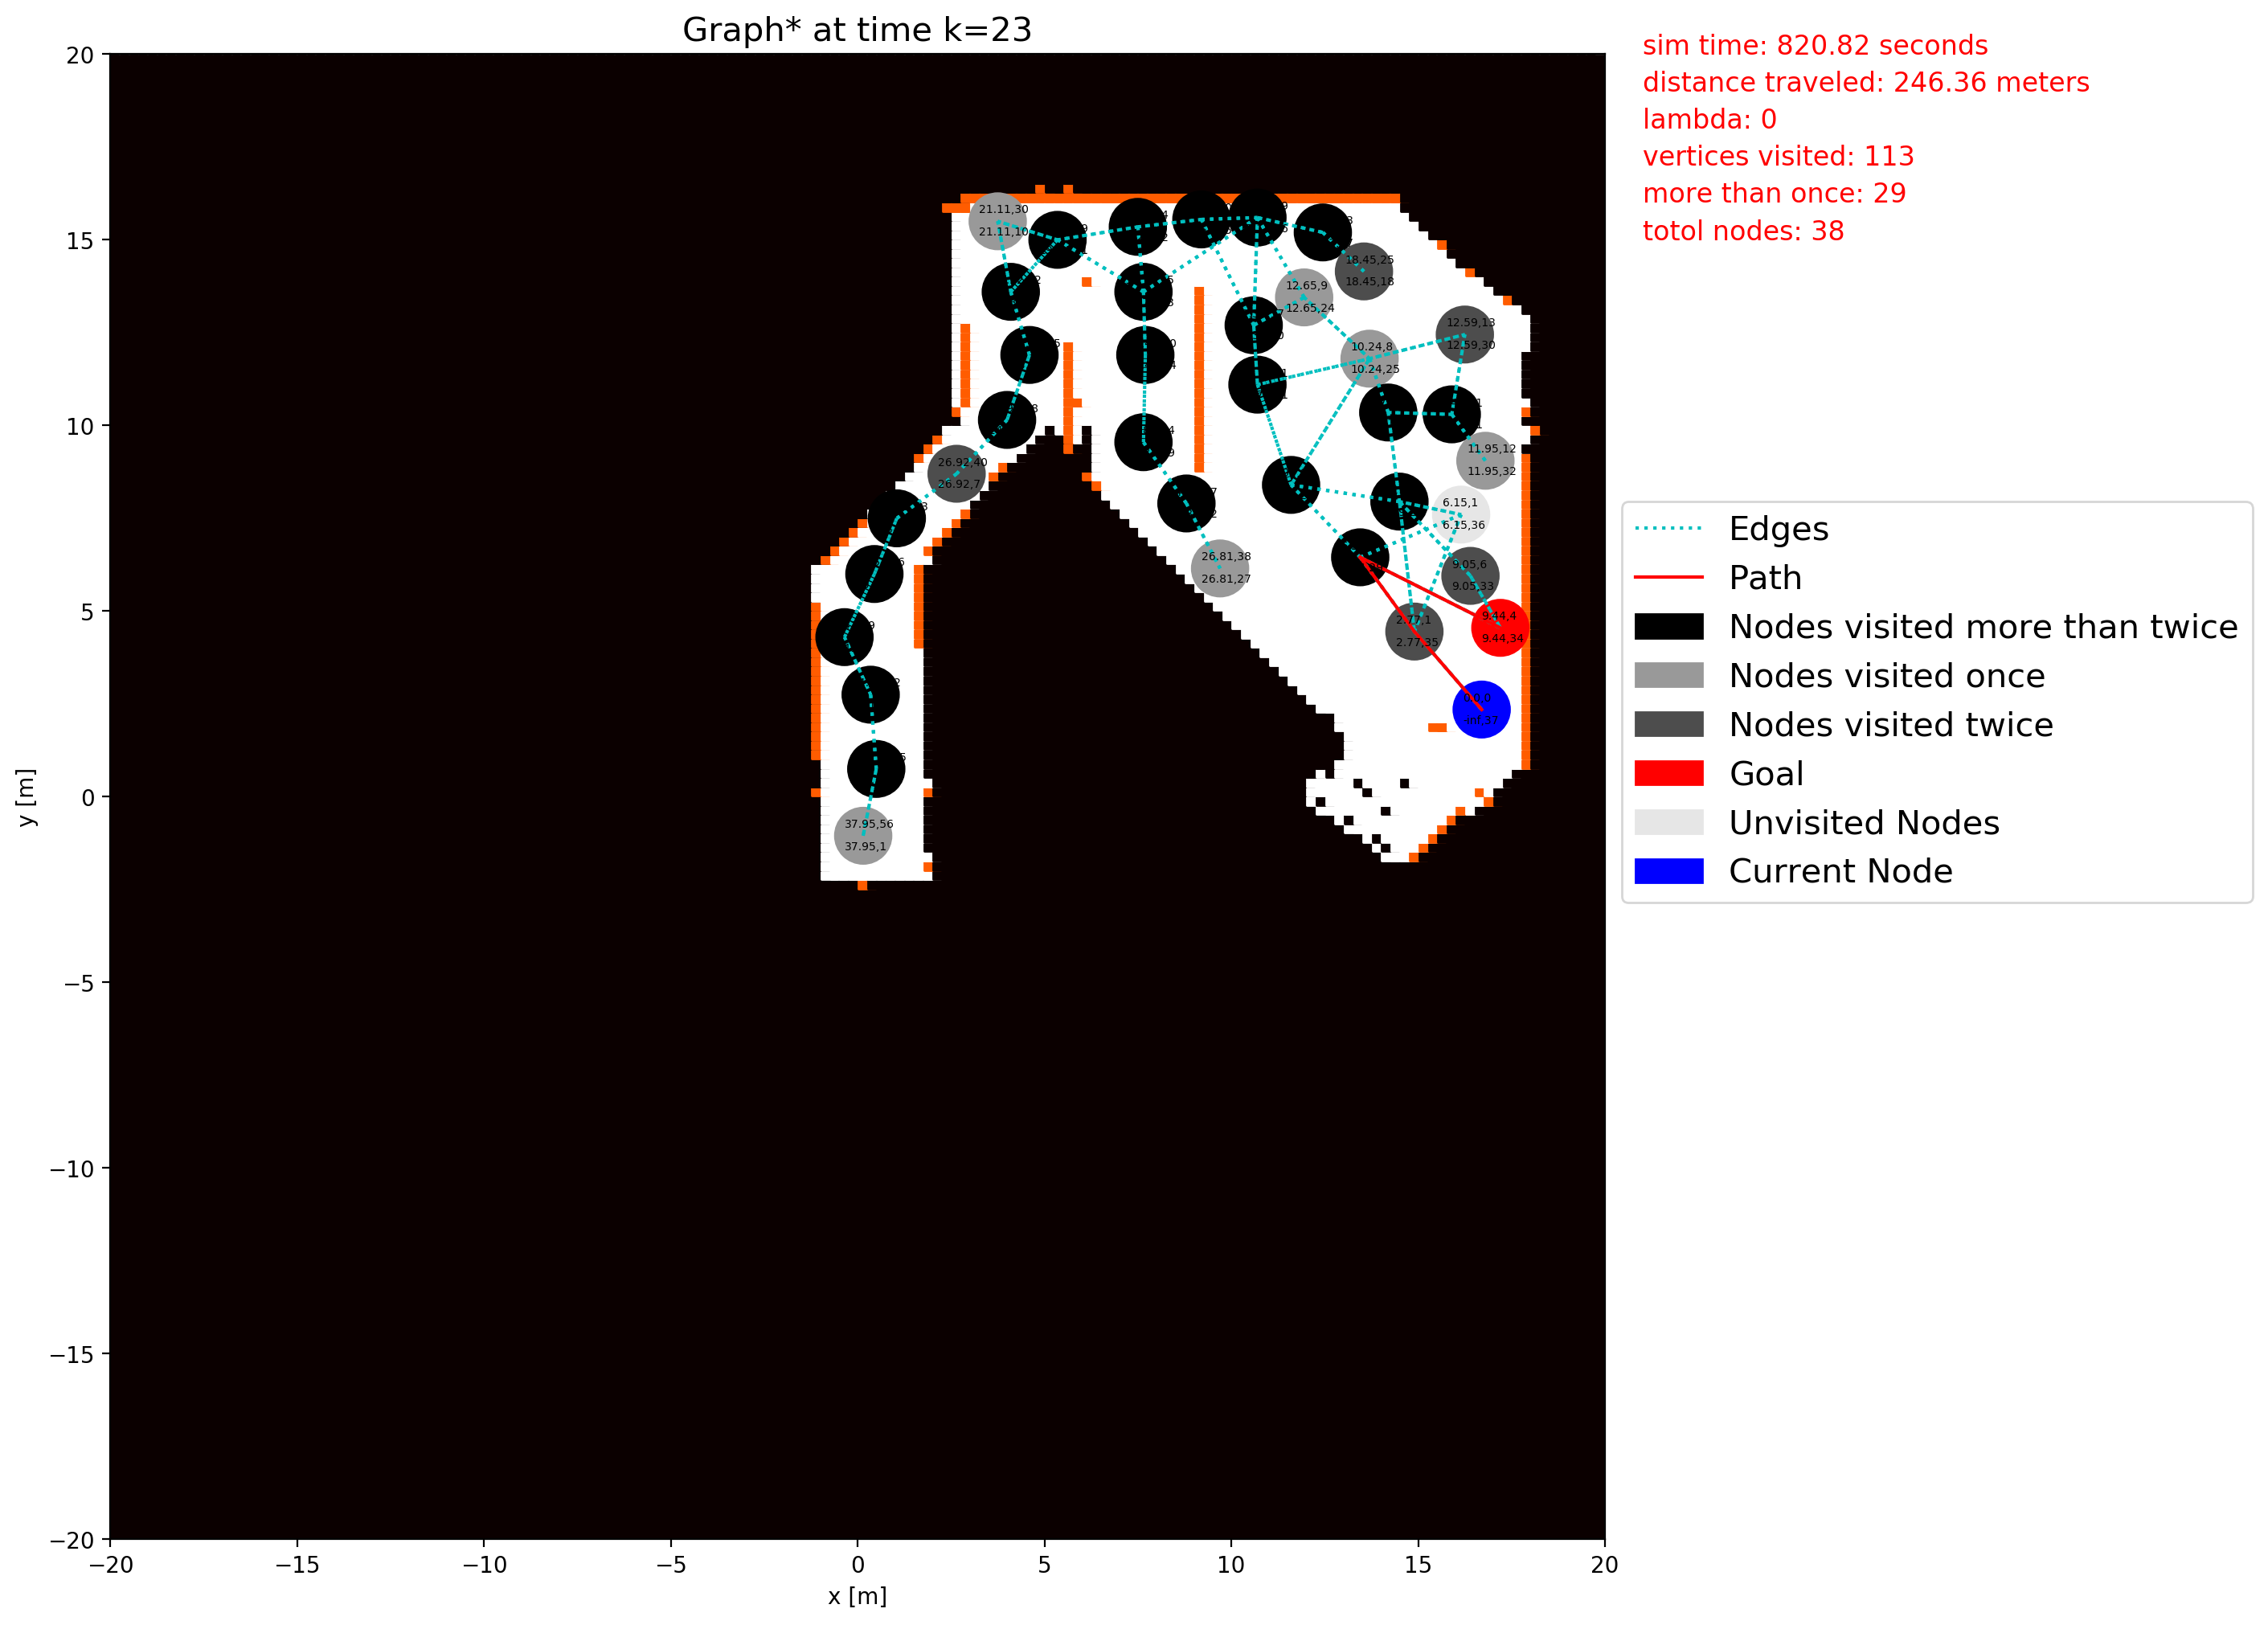 Graph* at time k=23
sim time: 820.82 seconds
distance traveled: 246.36 meters
lambda: 0
vertices visited: 113
more than once: 29
totol nodes: 38
20
15
10
5
0
−5
−10
−15
−20
y [m]
−20 −15 −10 −5 0 5 10 15 20
x [m]
21.11,30
21.11,10
18.45,25
18.45,18
12.65,9
12.65,24
12.59,13
12.59,30
10.24,8
10.24,25
11.95,12
11.95,32
26.92,40
26.92,7
6.15,1
6.15,36
26.81,38
26.81,27
9.05,6
9.05,33
9.44,4
9.44,34
2.77,1
2.77,35
0.0,0
-inf,37
37.95,56
37.95,1
Edges
Path
Nodes visited more than twice
Nodes visited once
Nodes visited twice
Goal
Unvisited Nodes
Current Node